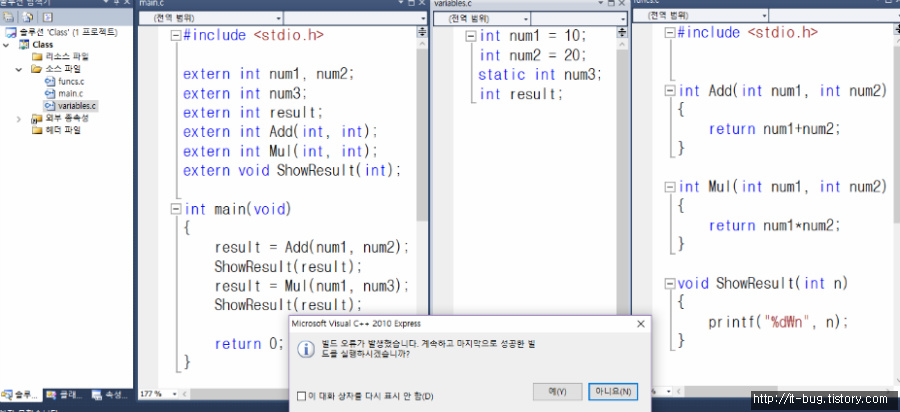 main.c
(전역 범위)
#include <stdio.h>
extern int num1, num2;
extern int num3;
extern int result;
extern int Add(int, int);
extern int Mul(int, int);
extern void ShowResult(int);
int main(void)
{
result = Add(num1, num2);
ShowResult(result);
result = Mul(num1, num3);
ShowResult(result);
return 0;
}
177 %
variables.c
(전역 범위)
int num1 = 10;
int num2 = 20;
static int num3;
int result;
(전역 범위)
#include <stdio.h>
int Add(int num1, int num2)
{
return num1+num2;
}
int Mul(int num1, int num2)
{
return num1*num2;
}
void ShowResult(int n)
{
printf("%d₩n", n);
}
솔루션 'Class' (1 프로젝트)
Class
리소스 파일
소스 파일
funcs.c
main.c
variables.c
외부 종속성
헤더 파일
솔루...
클래...
속성...
Microsoft Visual C++ 2010 Express
빌드 오류가 발생했습니다. 계속하고 마지막으로 성공한 빌
드를 실행하시겠습니까?
이 대화 상자를 다시 표시 안 함(D)
예(Y)
아니요(N)
http://it-bug.tistory.com